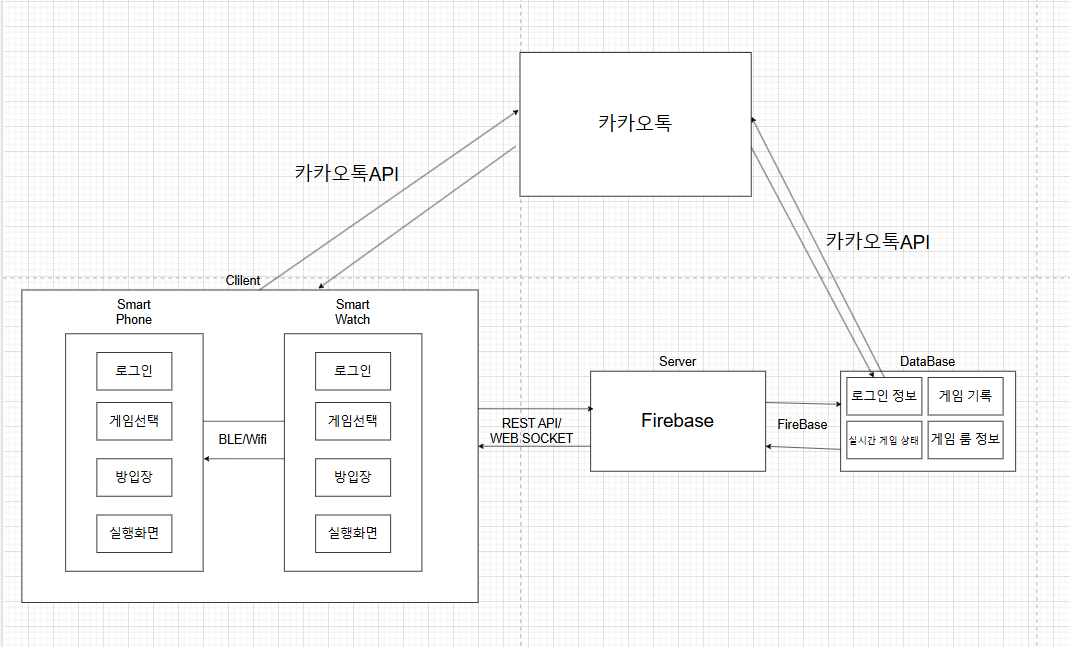 카카오톡
카카오톡API
카카오톡API
Clilent
Smart
Phone
로그인
게임선택
방입장
실행화면
BLE/Wifi
Smart
Watch
로그인
게임선택
방입장
실행화면
REST API/
WEB SOCKET
Server
Firebase
FireBase
DataBase
로그인 정보
게임 기록
실시간 게임 상태
게임 룸 정보